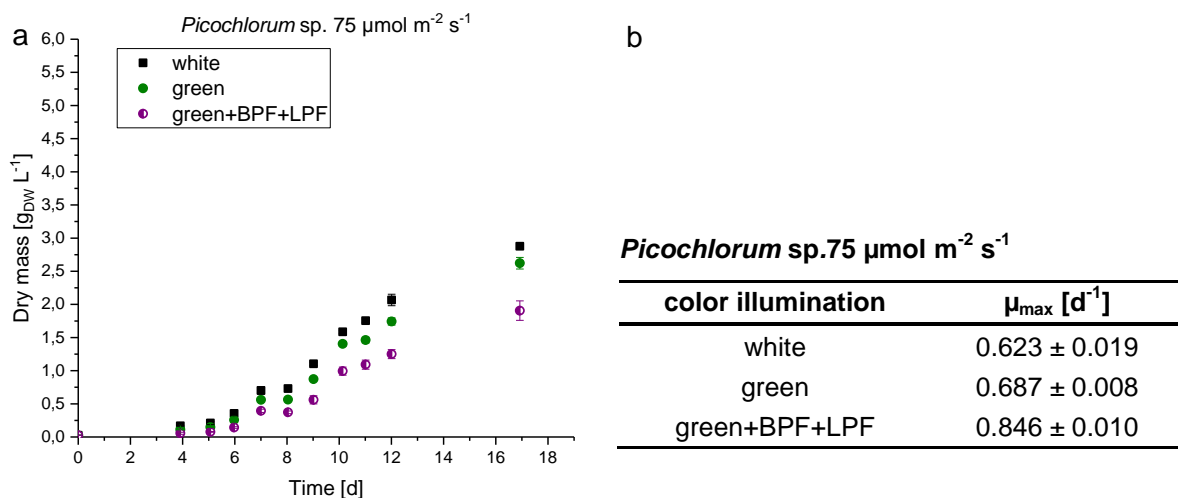 a
Picochlorum sp. 75 µmol m⁻² s⁻¹
white
green
green+BPF+LPF
6,0
5,5
5,0
4,5
4,0
3,5
3,0
2,5
2,0
1,5
1,0
0,5
0,0
Dry mass [g_DW L⁻¹]
0 2 4 6 8 10 12 14 16 18
Time [d]
b
Picochlorum sp.75 µmol m⁻² s⁻¹
color illumination µ_max [d⁻¹]
white 0.623 ± 0.019
green 0.687 ± 0.008
green+BPF+LPF 0.846 ± 0.010